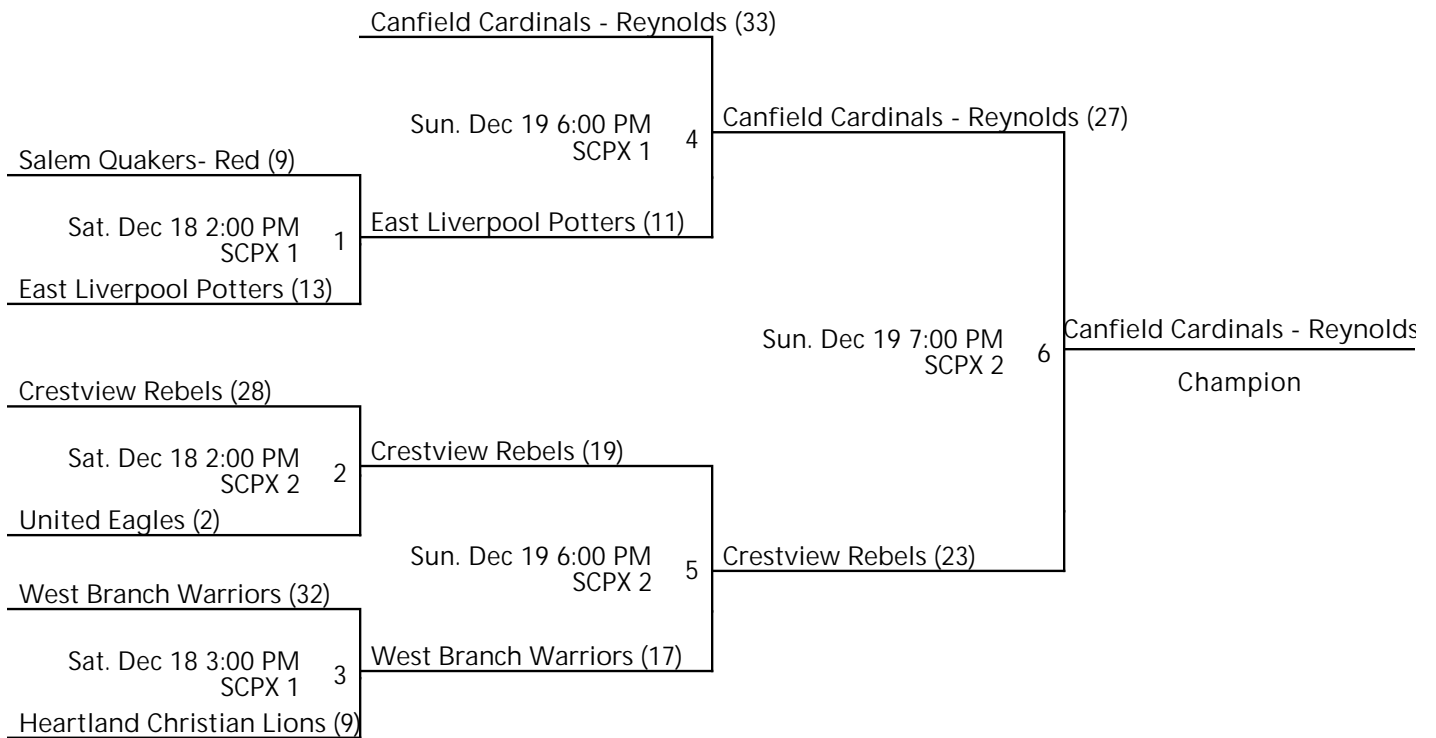 Canfield Cardinals - Reynolds (33)
Sun. Dec 19 6:00 PM
SCPX 1
4
Canfield Cardinals - Reynolds (27)
Salem Quakers- Red (9)
Sat. Dec 18 2:00 PM
SCPX 1
1
East Liverpool Potters (11)
East Liverpool Potters (13)
Sun. Dec 19 7:00 PM
SCPX 2
6
Canfield Cardinals - Reynolds
Champion
Crestview Rebels (28)
Sat. Dec 18 2:00 PM
SCPX 2
2
Crestview Rebels (19)
United Eagles (2)
Sun. Dec 19 6:00 PM
SCPX 2
5
Crestview Rebels (23)
West Branch Warriors (32)
Sat. Dec 18 3:00 PM
SCPX 1
3
West Branch Warriors (17)
Heartland Christian Lions (9)